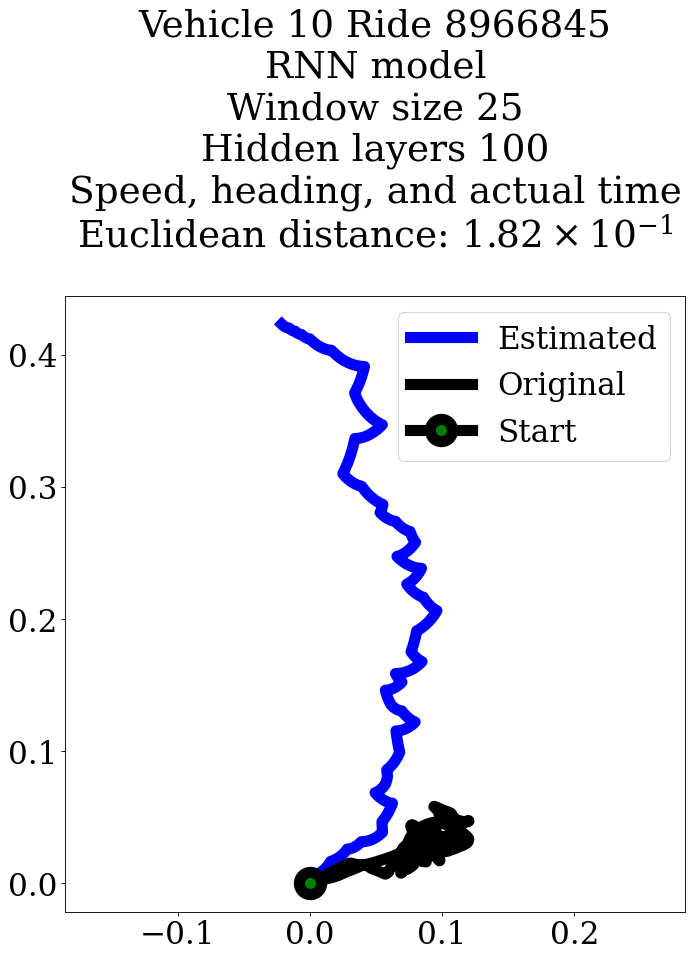 Vehicle 10 Ride 8966845
RNN model
Window size 25
Hidden layers 100
Speed, heading, and actual time
Euclidean distance: 1.82 × 10⁻¹
Estimated
Original
Start
0.4
0.3
0.2
0.1
0.0
−0.1 0.0 0.1 0.2